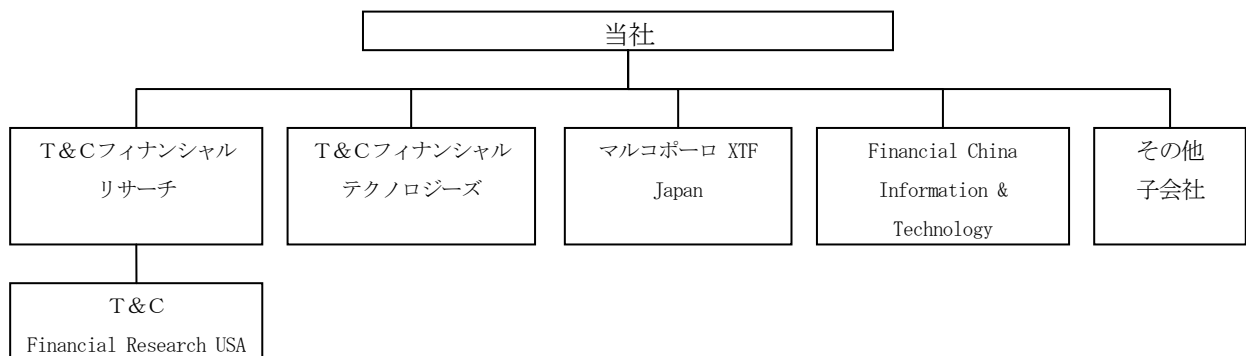 当社
T&Cフィナンシャル
リサーチ
T&Cフィナンシャル
テクノロジーズ
マルコポーロ XTF
Japan
Financial China
Information &
Technology
その他
子会社
T&C
Financial Research USA